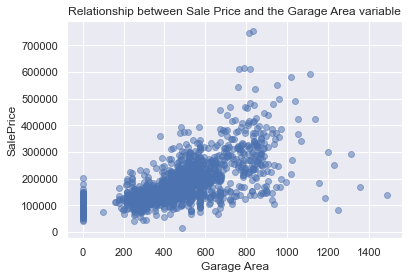 Relationship between Sale Price and the Garage Area variable
700000
600000
500000
400000
300000
200000
100000
0
SalePrice
0 200 400 600 800 1000 1200 1400
Garage Area